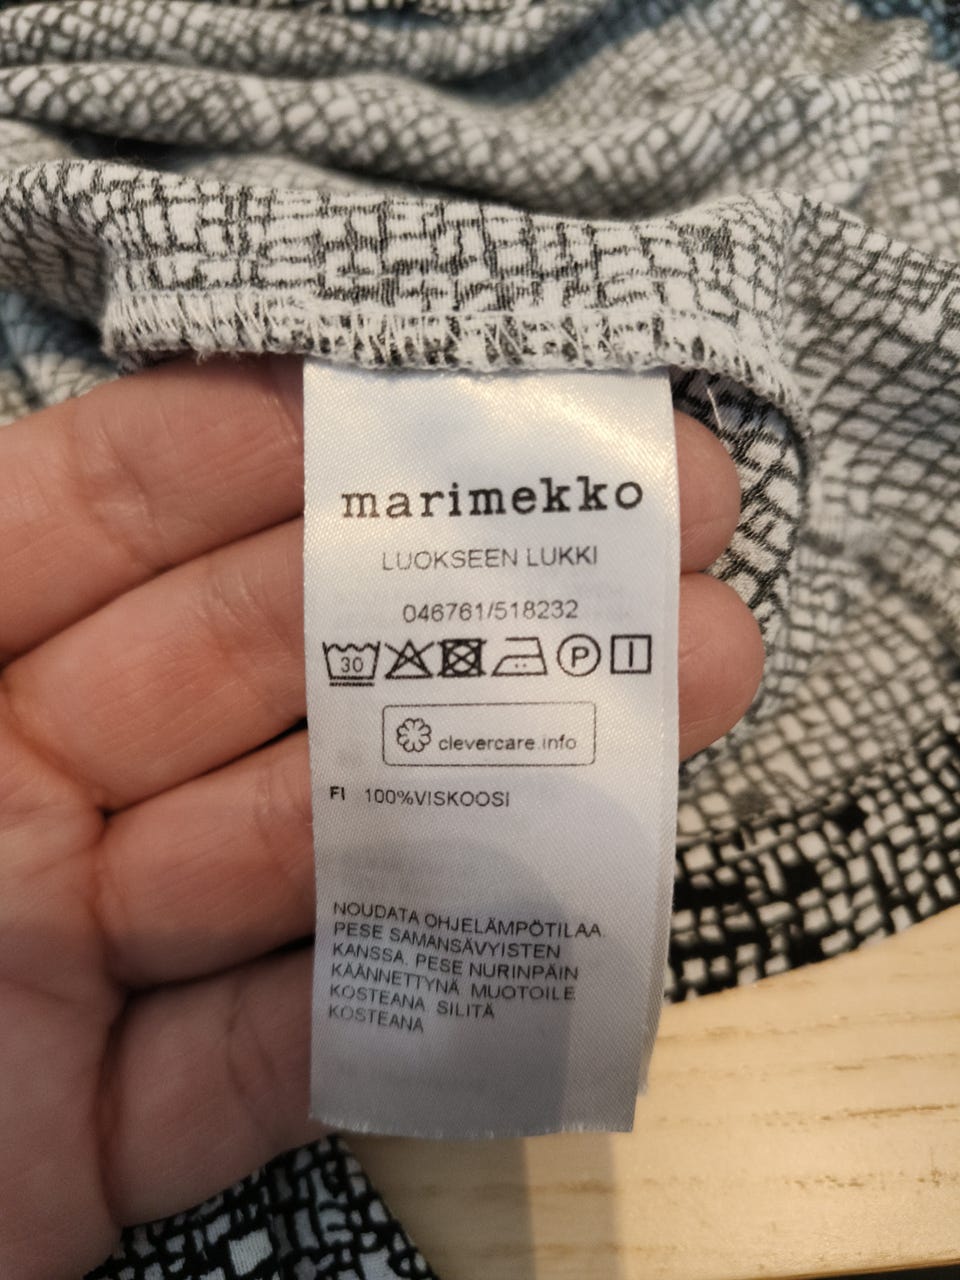 marimekko
LUOKSEEN LUKKI
046761/518232
30 P
clevercare.info
FI 100%VISKOOSI
NOUDATA OHJELÄMPÖTILAA.
PESE SAMANSÄVYISTEN
KANSSA. PESE NURINPÄIN
KÄÄNNETTYNÄ MUOTOILE
KOSTEANA SILITÄ
KOSTEANA